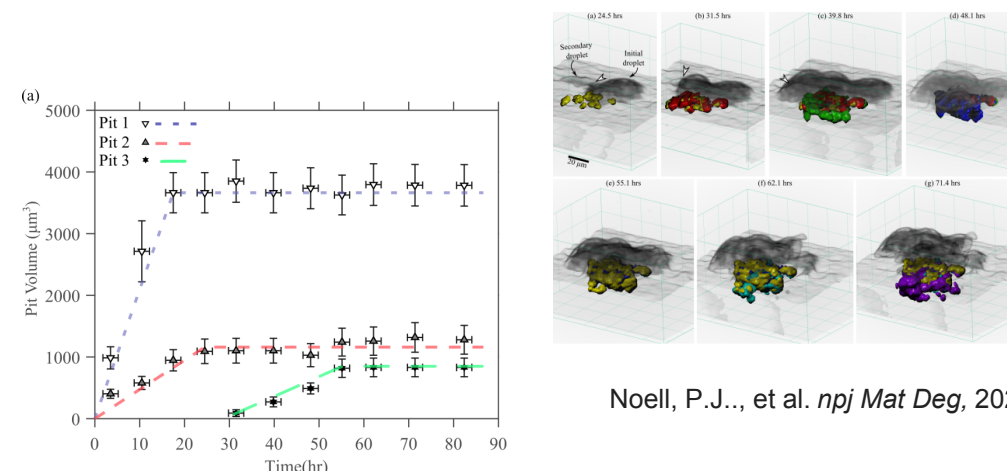 (a)
5000
4000
3000
2000
1000
0
Pit Volume (µm³)
Pit 1
Pit 2
Pit 3
0 10 20 30 40 50 60 70 80 90
Time(hr)
(a) 24.5 hrs
Secondary droplet
Initial droplet
20 µm
(b) 31.5 hrs
(c) 39.8 hrs
(d) 48.1 hrs
(e) 55.1 hrs
(f) 62.1 hrs
(g) 71.4 hrs
Noell, P.J.., et al. npj Mat Deg,